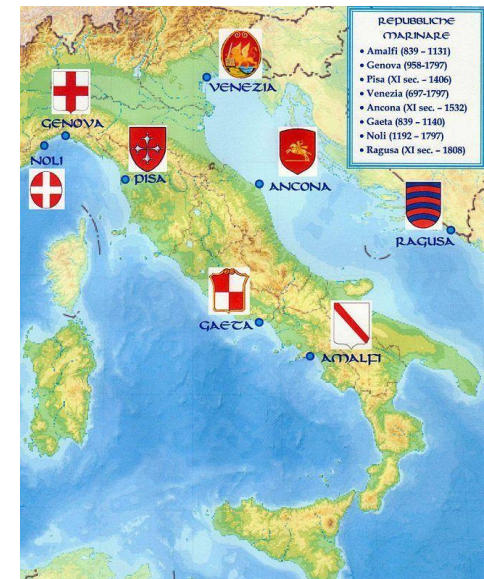 REPUBBLICHE
MARINARE
• Amalfi (839 – 1131)
• Genova (958-1797)
• Pisa (XI sec. – 1406)
• Venezia (697-1797)
• Ancona (XI sec. – 1532)
• Gaeta (839 – 1140)
• Noli (1192 – 1797)
• Ragusa (XI sec. – 1808)
VENEZIA
GENOVA
NOLI
PISA
ANCONA
RAGUSA
GAETA
AMALFI